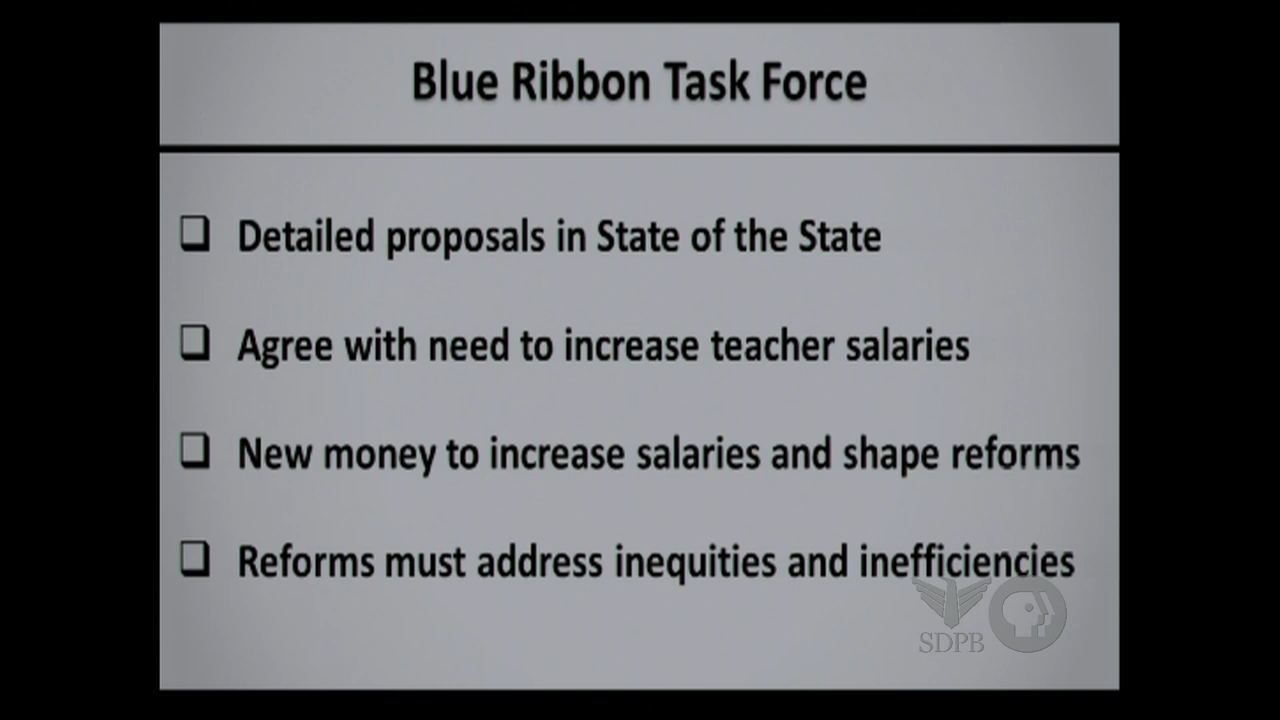 Blue Ribbon Task Force
Detailed proposals in State of the State
Agree with need to increase teacher salaries
New money to increase salaries and shape reforms
Reforms must address inequities and inefficiencies
SDPB